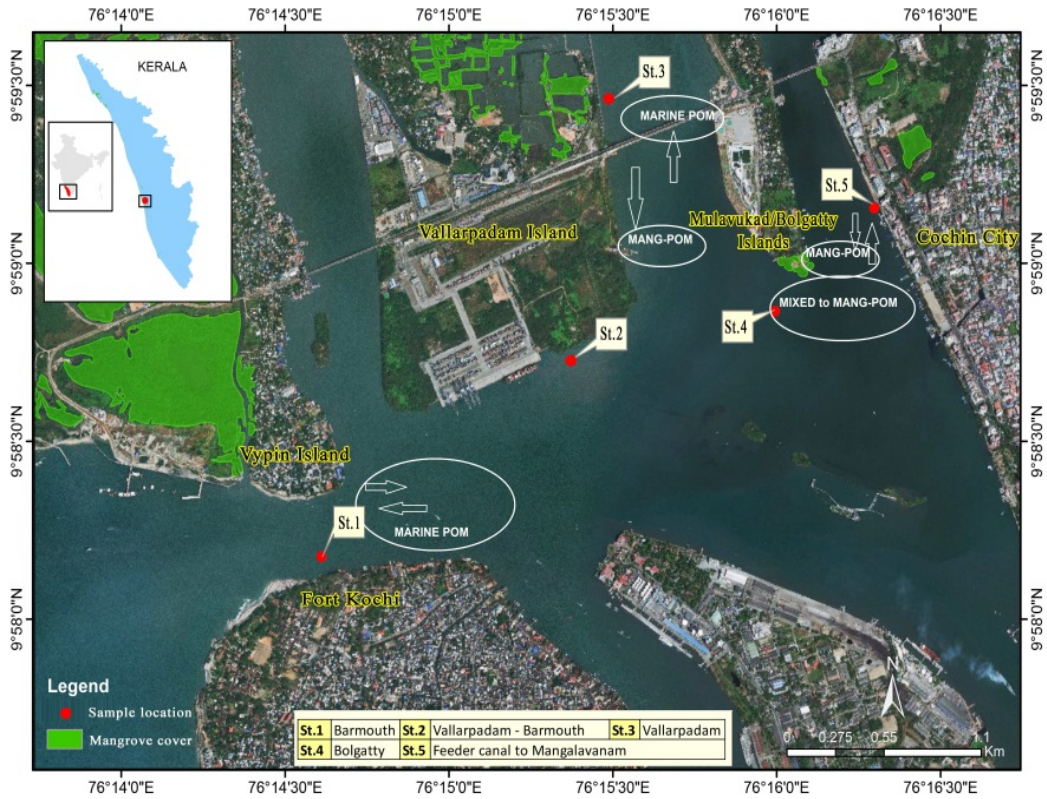 76°14'0"E 76°14'30"E 76°15'0"E 76°15'30"E 76°16'0"E 76°16'30"E
KERALA
St.3
MARINE POM
9°59'30"N
9°59'30"N
St.5
Mulavukad/Bolgatty
Islands
Vallarpadam Island
MANG-POM
Cochin City
MANG-POM
9°59'0"N
9°59'0"N
MIXED to MANG-POM
St.4
St.2
9°58'30"N
9°58'30"N
Vypin Island
St.1
MARINE POM
Fort Kochi
9°58'0"N
9°58'0"N
N
Legend
Sample location
Mangrove cover
St.1 Barmouth St.2 Vallarpadam - Barmouth St.3 Vallarpadam
St.4 Bolgatty St.5 Feeder canal to Mangalavanam
0 0.275 0.55 1.1
Km
76°14'0"E 76°14'30"E 76°15'0"E 76°15'30"E 76°16'0"E 76°16'30"E